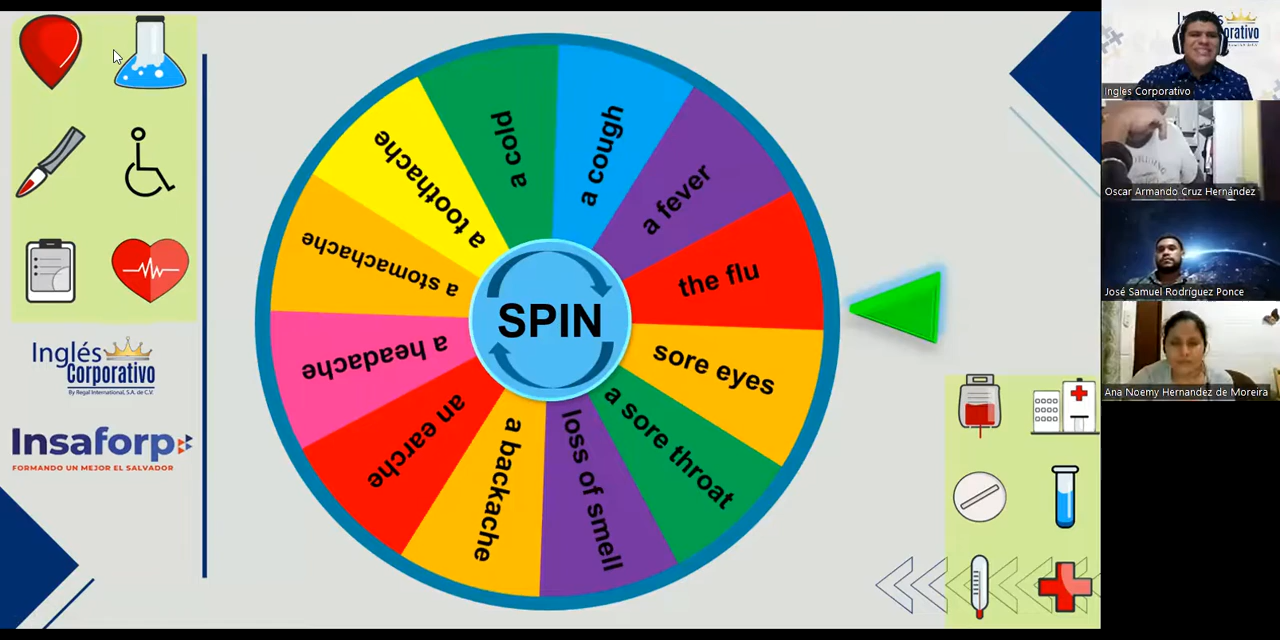 a cold
a cough
a fever
the flu
sore eyes
a sore throat
loss of smell
a backache
an earche
a headache
a stomachache
a toothache
SPIN
Inglés
Corporativo
By Regal International, S.A. de C.V.
Insaforp
FORMANDO UN MEJOR EL SALVADOR
Ingles Corporativo
Oscar Armando Cruz Hernández
José Samuel Rodríguez Ponce
Ana Noemy Hernandez de Moreira